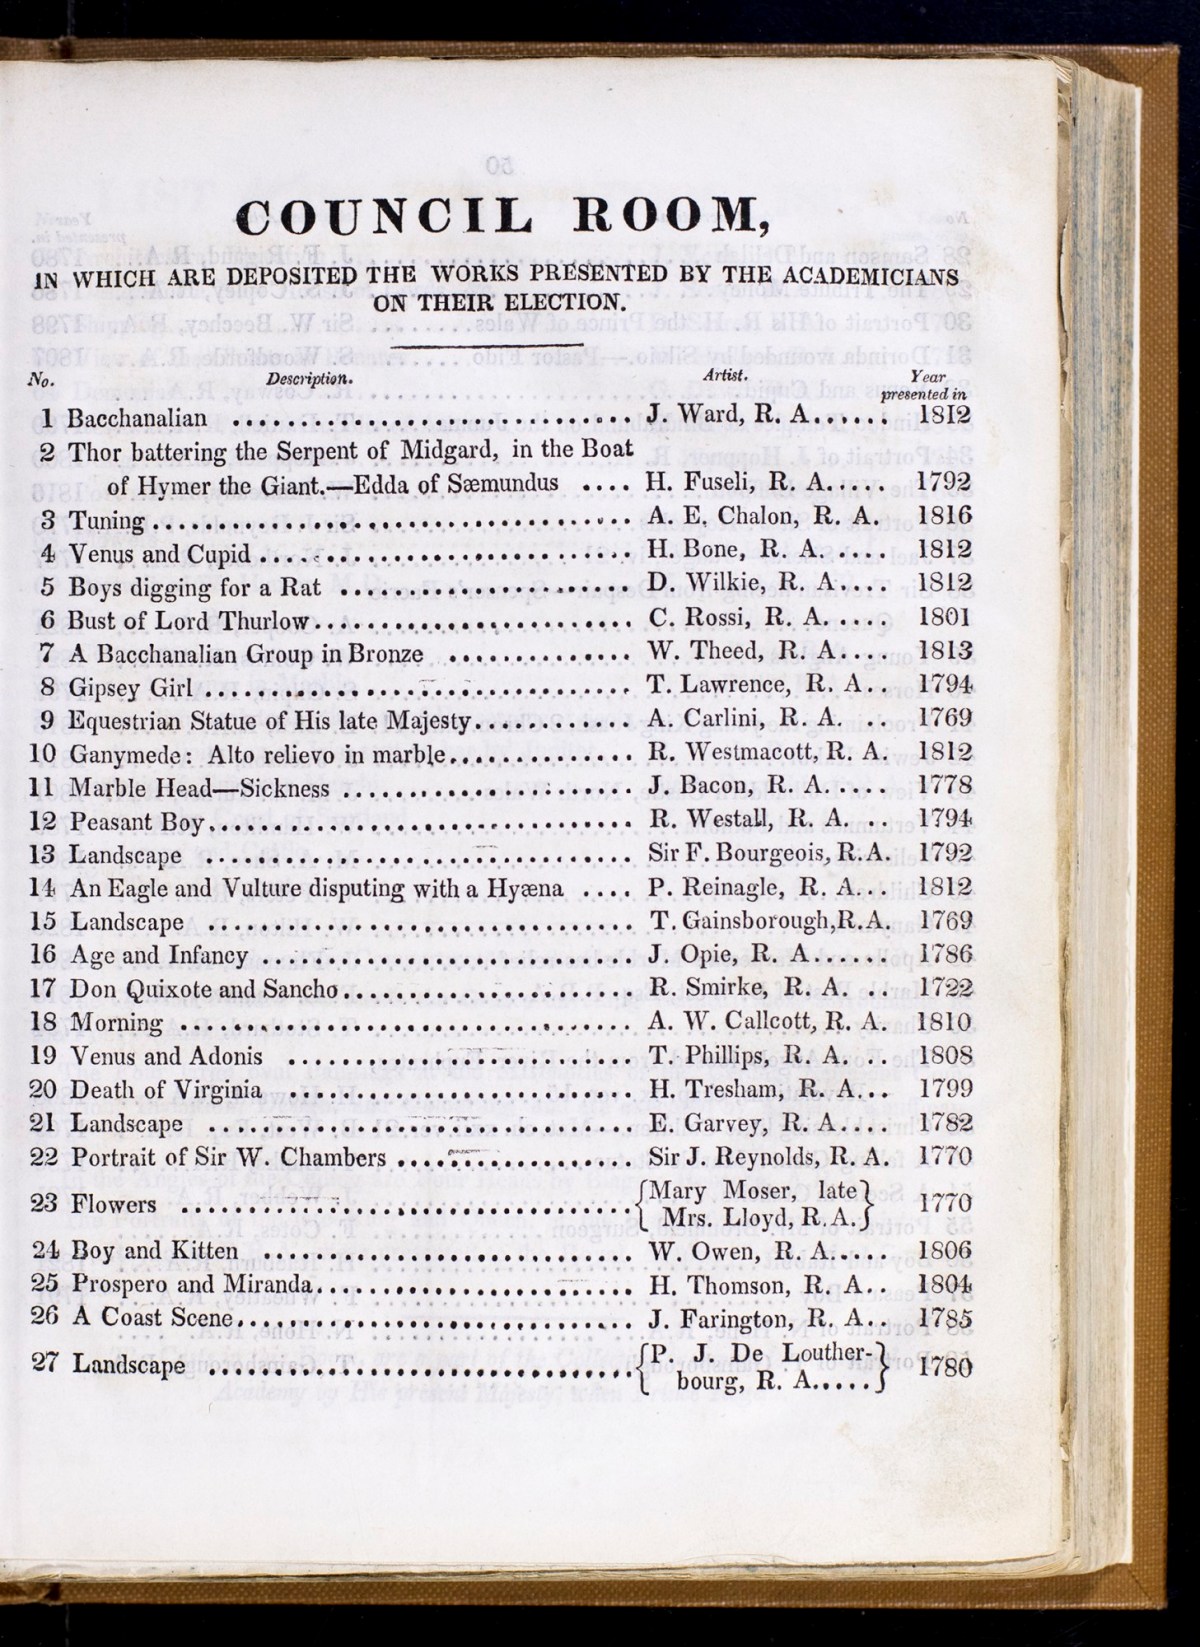 COUNCIL ROOM,
IN WHICH ARE DEPOSITED THE WORKS PRESENTED BY THE ACADEMICIANS
ON THEIR ELECTION.
No. Description. Artist. Year
presented in
1 Bacchanalian .............................. J. Ward, R. A...... 1812
2 Thor battering the Serpent of Midgard, in the Boat
of Hymer the Giant.—Edda of Sæmundus .... H. Fuseli, R. A..... 1792
3 Tuning.................................... A. E. Chalon, R. A. 1816
4 Venus and Cupid............................ H. Bone, R. A. .... 1812
5 Boys digging for a Rat ...................... D. Wilkie, R. A.... 1812
6 Bust of Lord Thurlow........................ C. Rossi, R. A. .... 1801
7 A Bacchanalian Group in Bronze .............. W. Theed, R. A.... 1813
8 Gipsey Girl ................................ T. Lawrence, R. A.. 1794
9 Equestrian Statue of His late Majesty............ A. Carlini, R. A. .. 1769
10 Ganymede: Alto relievo in marble.............. R. Westmacott, R. A. 1812
11 Marble Head—Sickness ...................... J. Bacon, R. A. .... 1778
12 Peasant Boy................................ R. Westall, R. A. .. 1794
13 Landscape ................................ Sir F. Bourgeois, R.A. 1792
14 An Eagle and Vulture disputing with a Hyæna .... P. Reinagle, R. A... 1812
15 Landscape ................................ T. Gainsborough, R.A. 1769
16 Age and Infancy ............................ J. Opie, R. A...... 1786
17 Don Quixote and Sancho...................... R. Smirke, R. A. .. 1722
18 Morning .................................. A. W. Callcott, R. A. 1810
19 Venus and Adonis .......................... T. Phillips, R. A. .. 1808
20 Death of Virginia .......................... H. Tresham, R. A... 1799
21 Landscape ................................ E. Garvey, R. A.... 1782
22 Portrait of Sir W. Chambers .................. Sir J. Reynolds, R. A. 1770
23 Flowers .................................. {Mary Moser, late} 1770
Mrs. Lloyd, R.A.
24 Boy and Kitten ............................ W. Owen, R. A..... 1806
25 Prospero and Miranda........................ H. Thomson, R. A.. 1804
26 A Coast Scene.............................. J. Farington, R. A.. 1785
27 Landscape ................................ {P. J. De Louther-} 1780
bourg, R. A.....